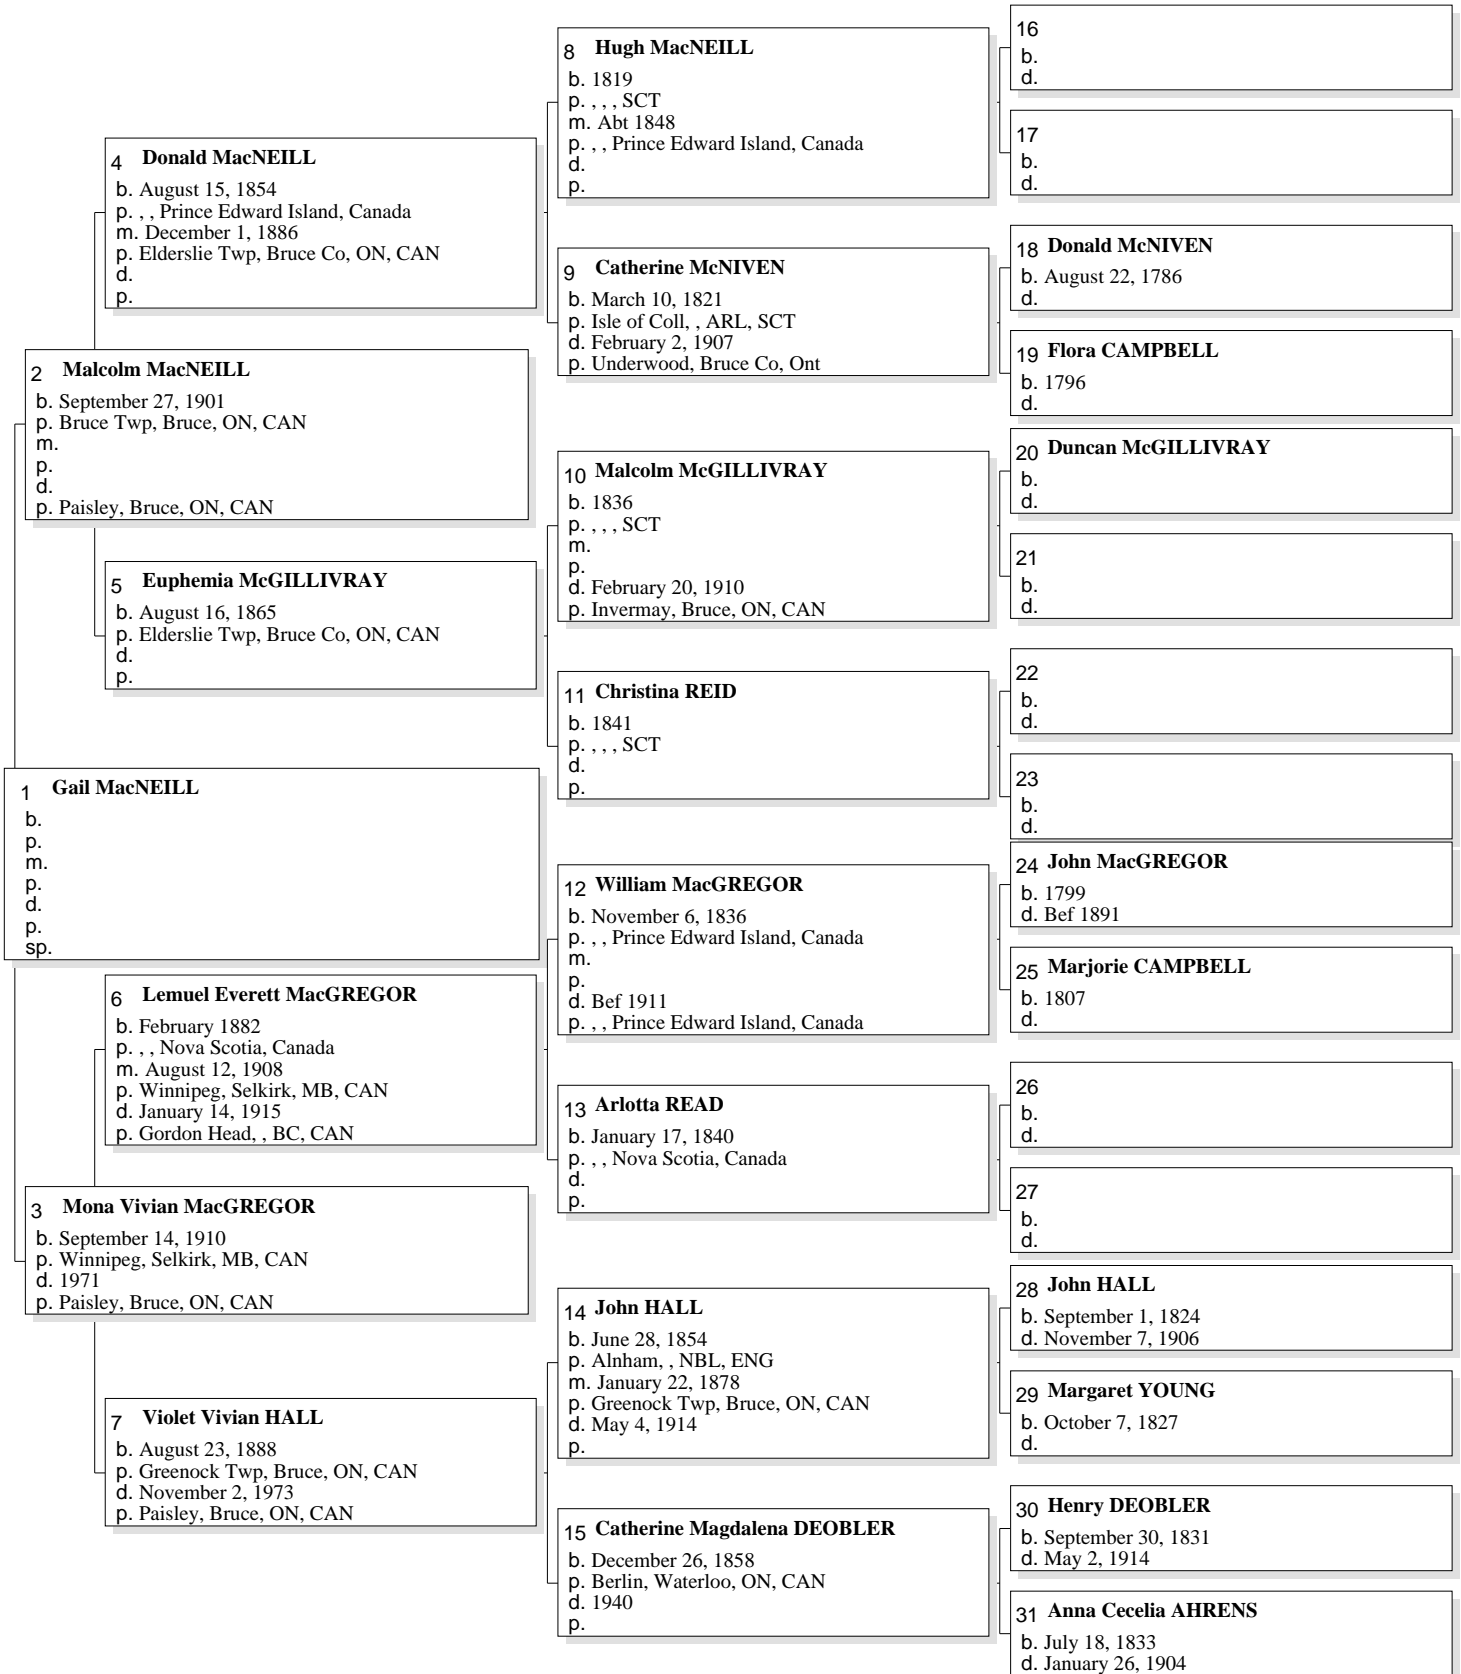 1 Gail MacNEILL
b.
p.
m.
p.
d.
p.
sp.
2 Malcolm MacNEILL
b. September 27, 1901
p. Bruce Twp, Bruce, ON, CAN
m.
p.
d.
p. Paisley, Bruce, ON, CAN
3 Mona Vivian MacGREGOR
b. September 14, 1910
p. Winnipeg, Selkirk, MB, CAN
d. 1971
p. Paisley, Bruce, ON, CAN
4 Donald MacNEILL
b. August 15, 1854
p. , , Prince Edward Island, Canada
m. December 1, 1886
p. Elderslie Twp, Bruce Co, ON, CAN
d.
p.
5 Euphemia McGILLIVRAY
b. August 16, 1865
p. Elderslie Twp, Bruce Co, ON, CAN
d.
p.
6 Lemuel Everett MacGREGOR
b. February 1882
p. , , Nova Scotia, Canada
m. August 12, 1908
p. Winnipeg, Selkirk, MB, CAN
d. January 14, 1915
p. Gordon Head, , BC, CAN
7 Violet Vivian HALL
b. August 23, 1888
p. Greenock Twp, Bruce, ON, CAN
d. November 2, 1973
p. Paisley, Bruce, ON, CAN
8 Hugh MacNEILL
b. 1819
p. , , , SCT
m. Abt 1848
p. , , Prince Edward Island, Canada
d.
p.
9 Catherine McNIVEN
b. March 10, 1821
p. Isle of Coll, , ARL, SCT
d. February 2, 1907
p. Underwood, Bruce Co, Ont
10 Malcolm McGILLIVRAY
b. 1836
p. , , , SCT
m.
p.
d. February 20, 1910
p. Invermay, Bruce, ON, CAN
11 Christina REID
b. 1841
p. , , , SCT
d.
p.
12 William MacGREGOR
b. November 6, 1836
p. , , Prince Edward Island, Canada
m.
p.
d. Bef 1911
p. , , Prince Edward Island, Canada
13 Arlotta READ
b. January 17, 1840
p. , , Nova Scotia, Canada
d.
p.
14 John HALL
b. June 28, 1854
p. Alnham, , NBL, ENG
m. January 22, 1878
p. Greenock Twp, Bruce, ON, CAN
d. May 4, 1914
p.
15 Catherine Magdalena DEOBLER
b. December 26, 1858
p. Berlin, Waterloo, ON, CAN
d. 1940
p.
16
b.
d.
17
b.
d.
18 Donald McNIVEN
b. August 22, 1786
d.
19 Flora CAMPBELL
b. 1796
d.
20 Duncan McGILLIVRAY
b.
d.
21
b.
d.
22
b.
d.
23
b.
d.
24 John MacGREGOR
b. 1799
d. Bef 1891
25 Marjorie CAMPBELL
b. 1807
d.
26
b.
d.
27
b.
d.
28 John HALL
b. September 1, 1824
d. November 7, 1906
29 Margaret YOUNG
b. October 7, 1827
d.
30 Henry DEOBLER
b. September 30, 1831
d. May 2, 1914
31 Anna Cecelia AHRENS
b. July 18, 1833
d. January 26, 1904